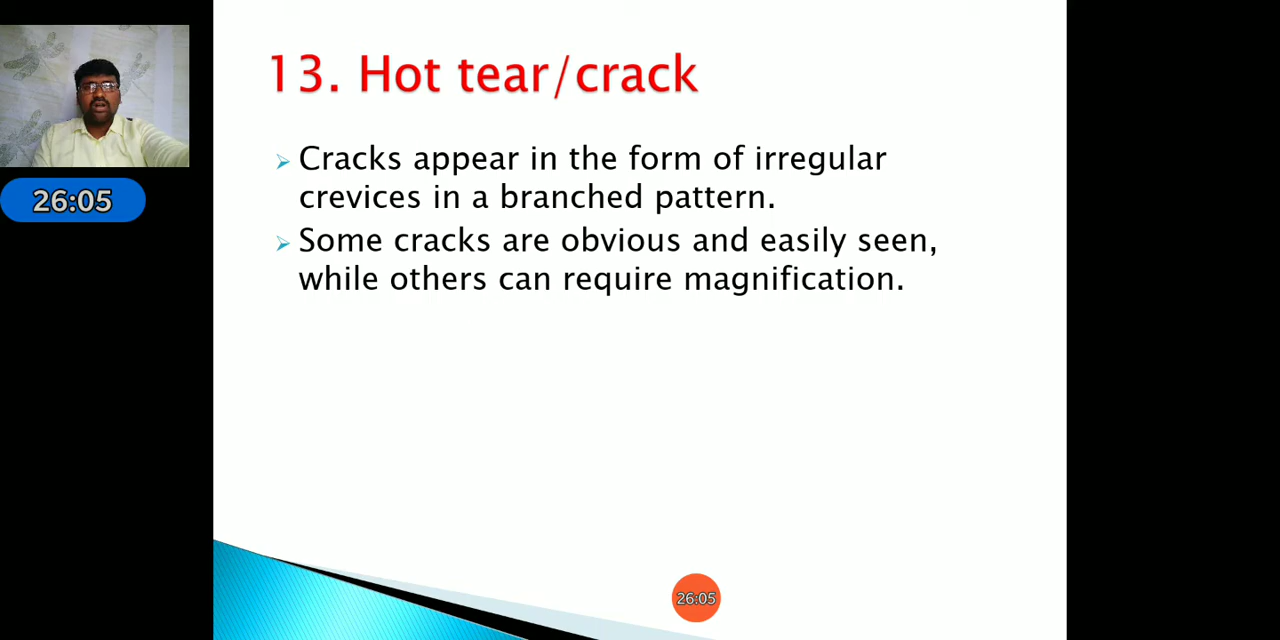 13. Hot tear/crack
26:05
Cracks appear in the form of irregular
crevices in a branched pattern.
Some cracks are obvious and easily seen,
while others can require magnification.
26:05